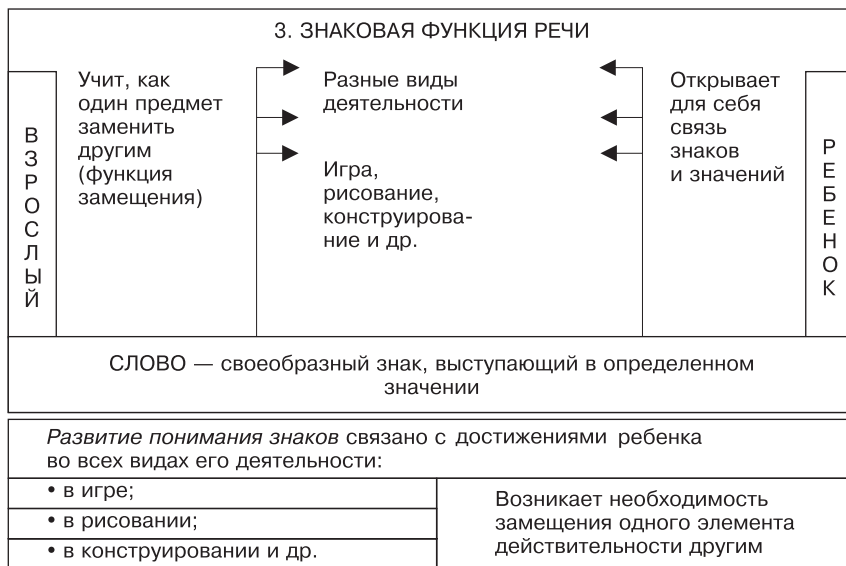 3. ЗНАКОВАЯ ФУНКЦИЯ РЕЧИ
ВЗРОСЛЫЙ
Учит, как
один предмет
заменить
другим
(функция
замещения)
Разные виды
деятельности
Игра,
рисование,
конструирова-
ние и др.
Открывает
для себя
связь
знаков
и значений
РЕБЕНОК
СЛОВО — своеобразный знак, выступающий в определенном
значении
Развитие понимания знаков связано с достижениями ребенка
во всех видах его деятельности:
• в игре;
• в рисовании;
• в конструировании и др.
Возникает необходимость
замещения одного элемента
действительности другим